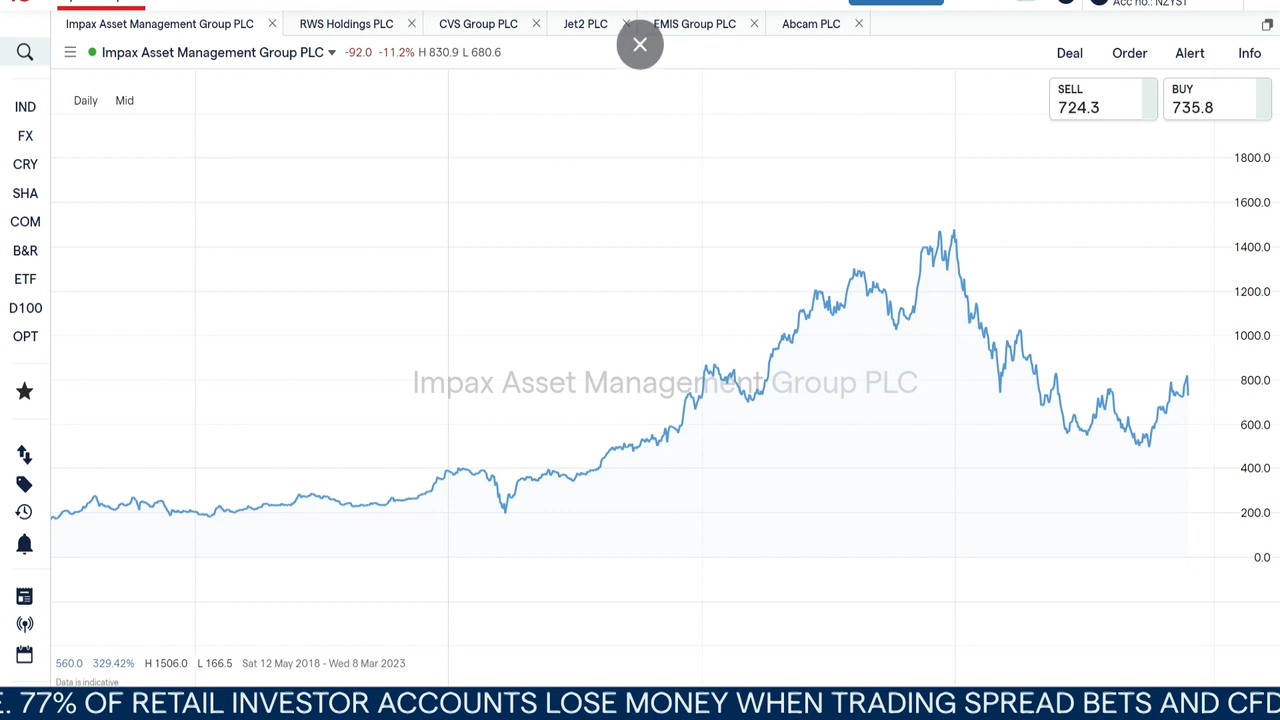 Acc no.: NZYST
Impax Asset Management Group PLC
RWS Holdings PLC
CVS Group PLC
Jet2 PLC
EMIS Group PLC
Abcam PLC
Impax Asset Management Group PLC -92.0 -11.2% H 830.9 L 680.6
Deal
Order
Alert
Info
Daily Mid
SELL
724.3
BUY
735.8
IND
FX
CRY
SHA
COM
B&R
ETF
D100
OPT
1800.0
1600.0
1400.0
1200.0
1000.0
800.0
600.0
400.0
200.0
0.0
Impax Asset Management Group PLC
560.0 329.42% H 1506.0 L 166.5 Sat 12 May 2018 - Wed 8 Mar 2023
Data is indicative
E. 77% OF RETAIL INVESTOR ACCOUNTS LOSE MONEY WHEN TRADING SPREAD BETS AND CFD